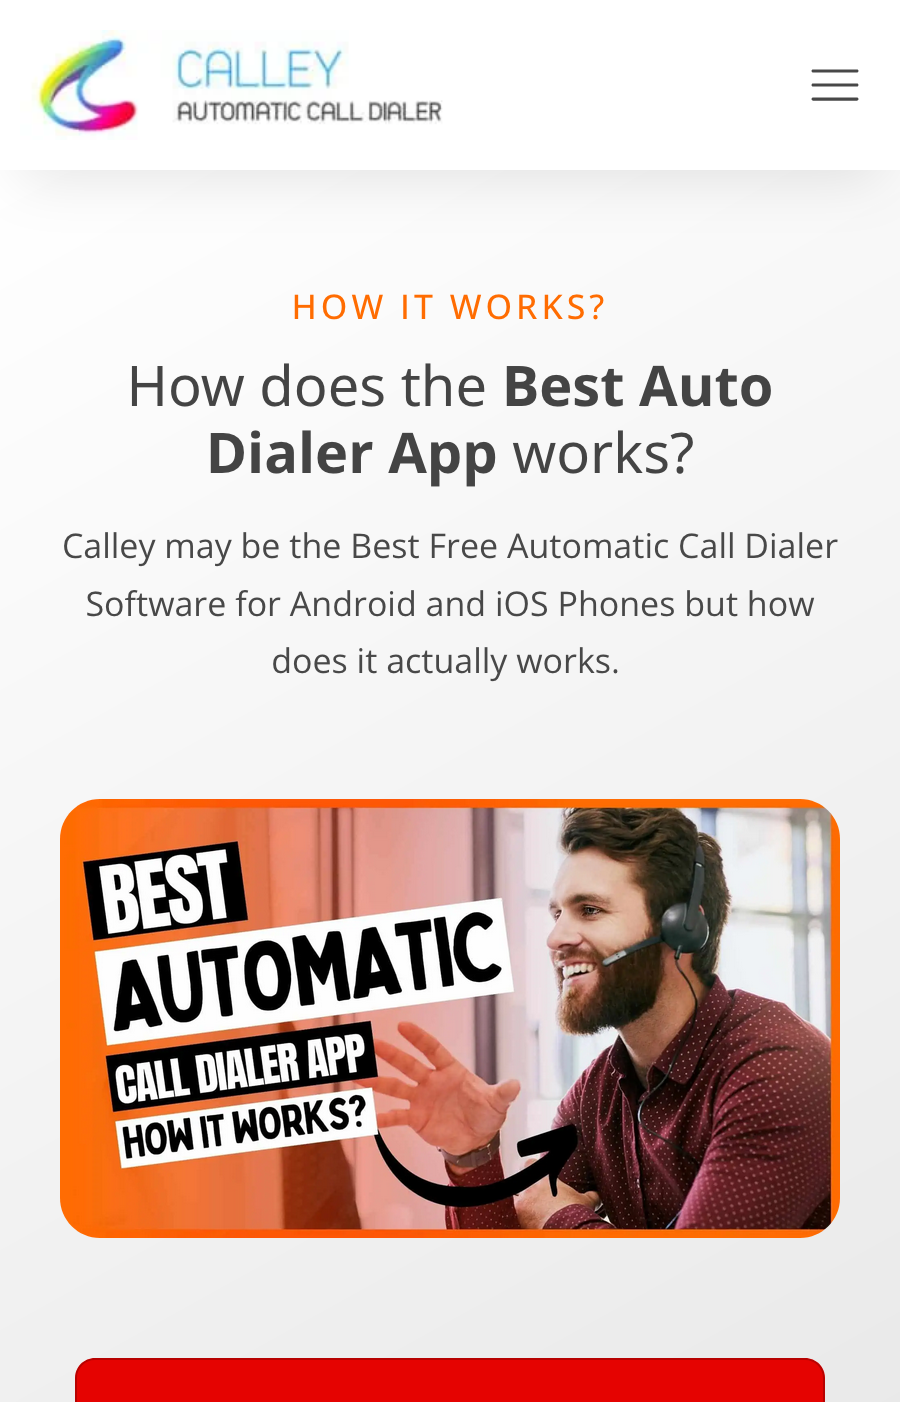 CALLEY
AUTOMATIC CALL DIALER
HOW IT WORKS?
How does the Best Auto
Dialer App works?
Calley may be the Best Free Automatic Call Dialer
Software for Android and iOS Phones but how
does it actually works.
BEST
AUTOMATIC
CALL DIALER APP
HOW IT WORKS?